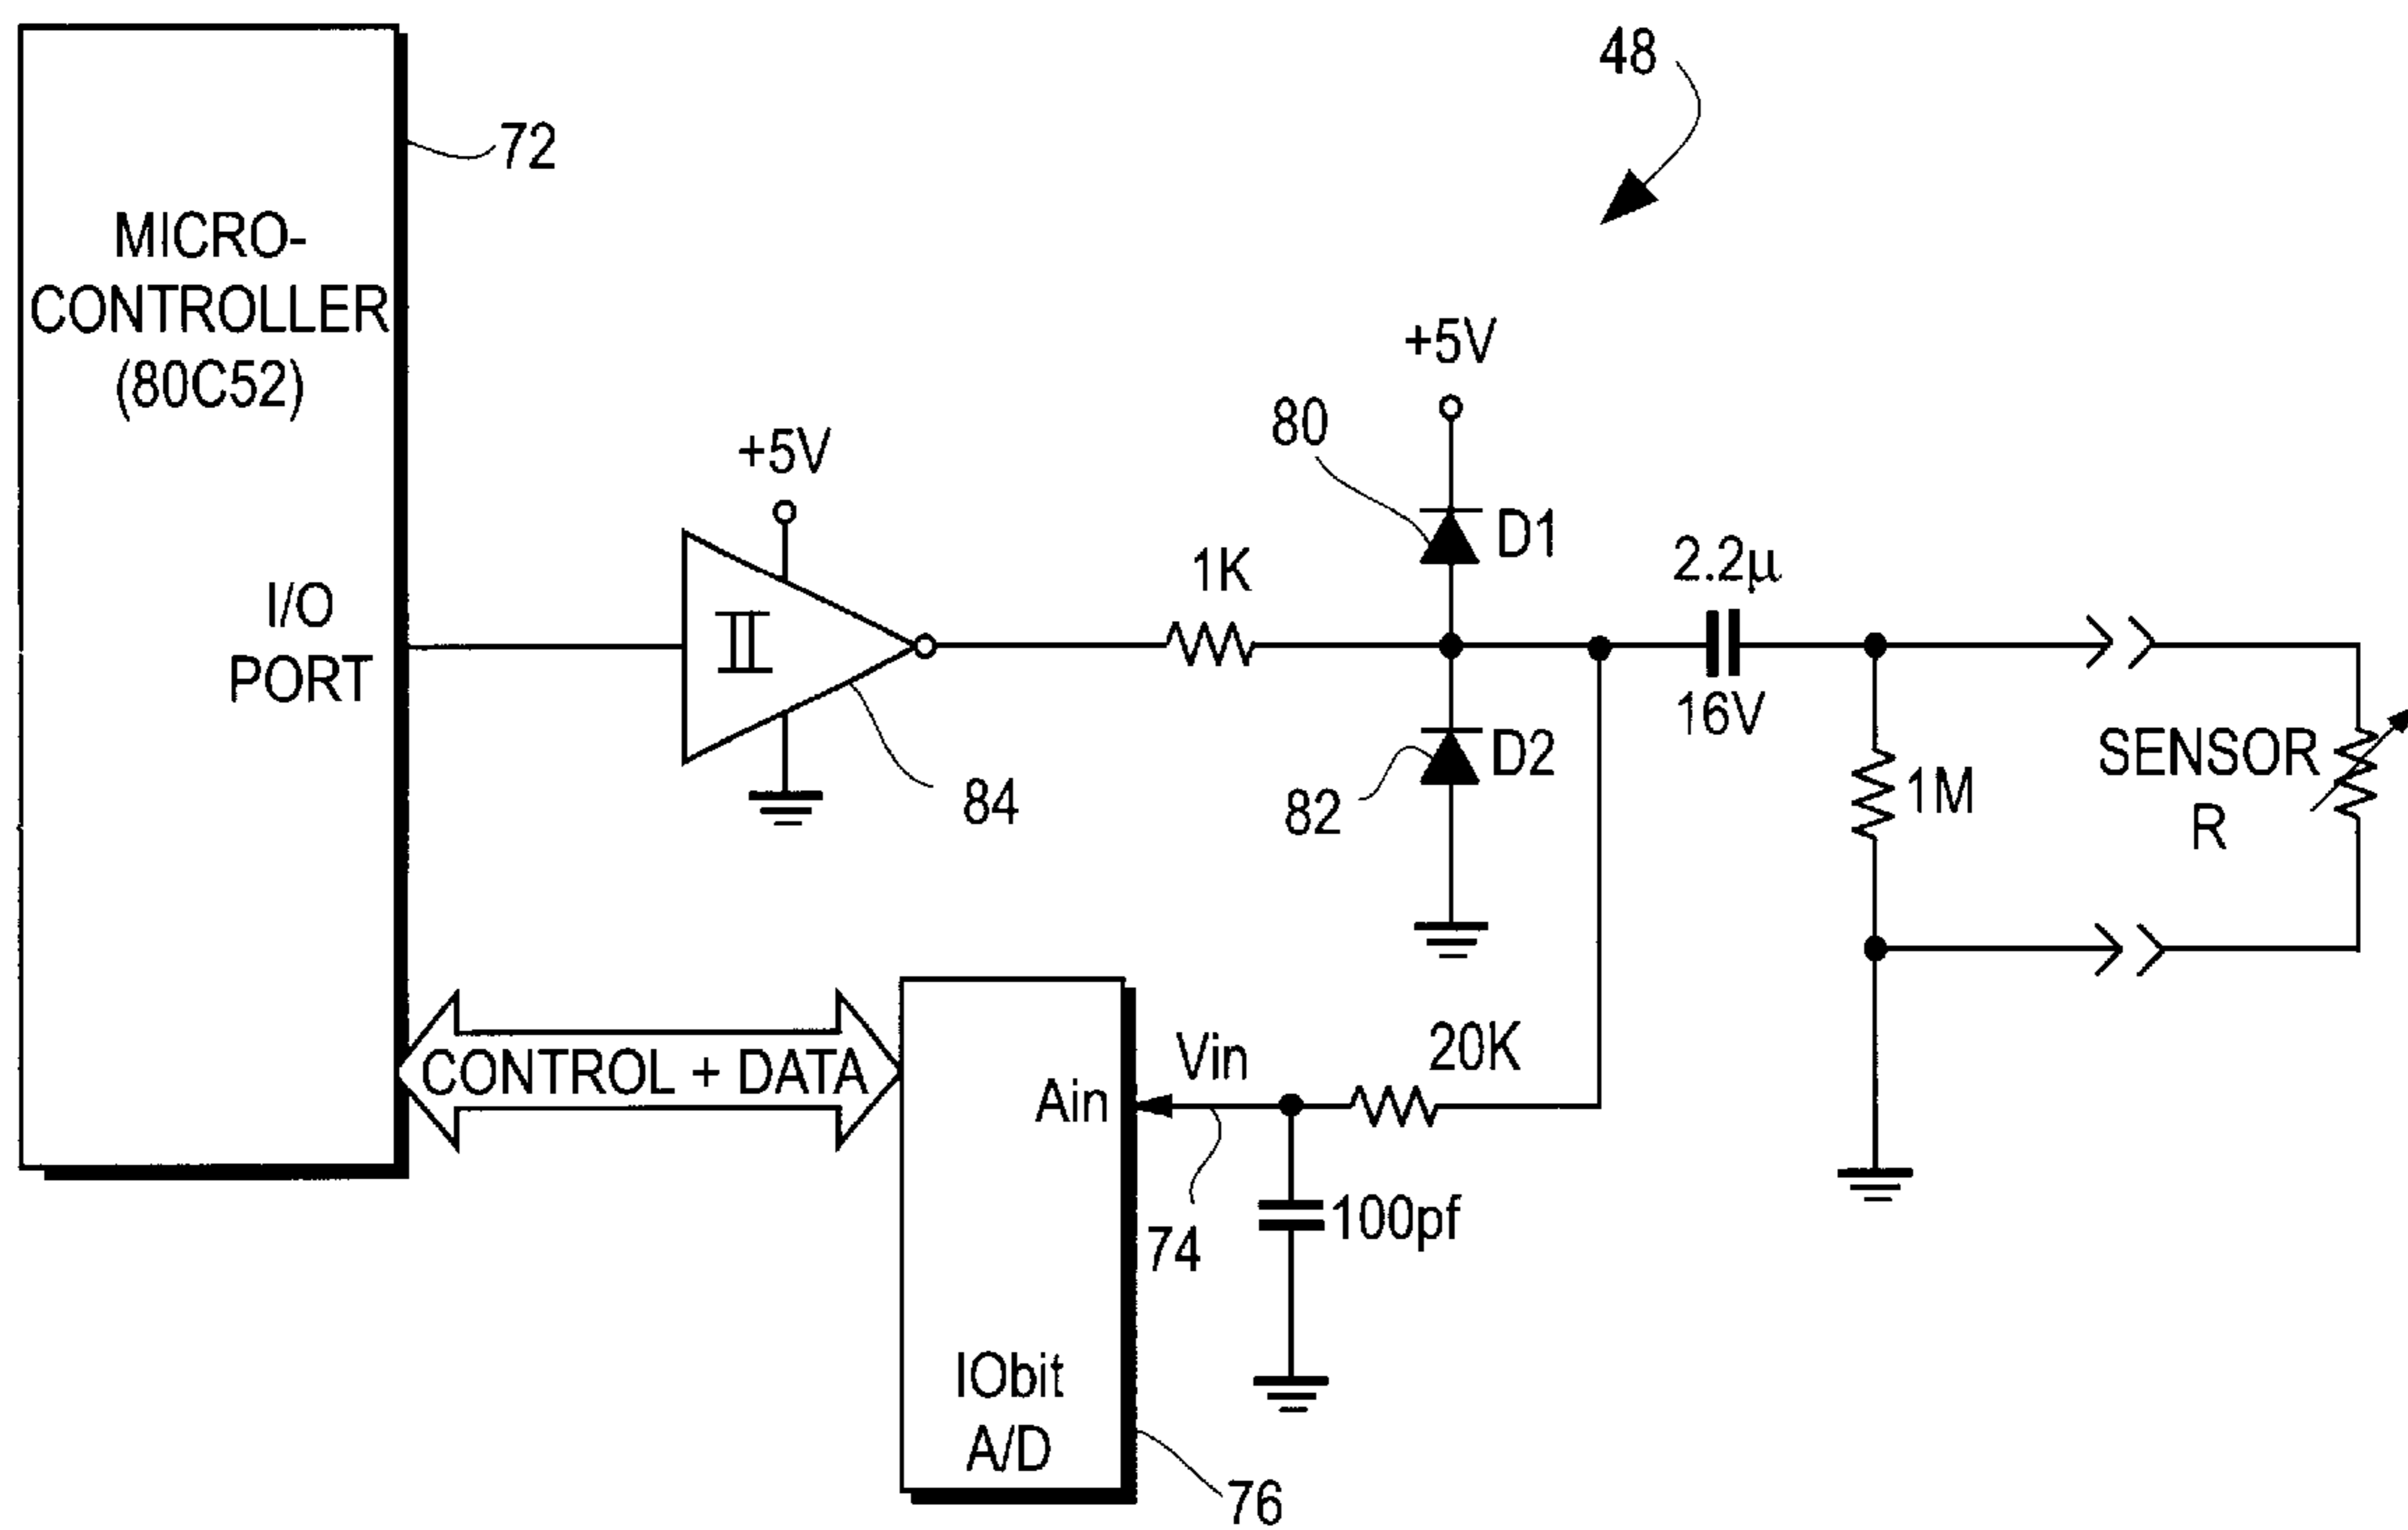 48
72
MICRO-
CONTROLLER
(80C52)
I/O
PORT
+5V
84
1K
+5V
80
D1
D2
82
2.2µ
16V
1M
SENSOR
R
CONTROL + DATA
Ain
Vin
20K
74
100pf
IObit
A/D
76